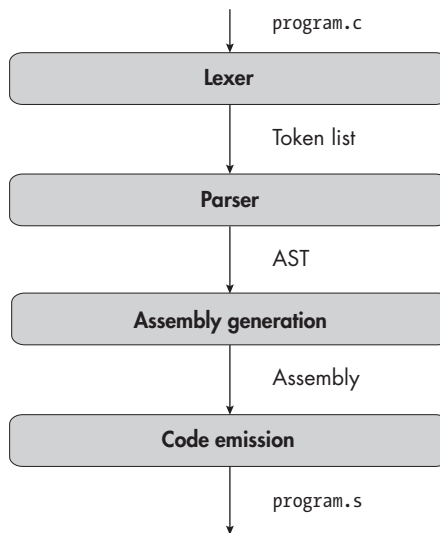 program.c
Lexer
Token list
Parser
AST
Assembly generation
Assembly
Code emission
program.s